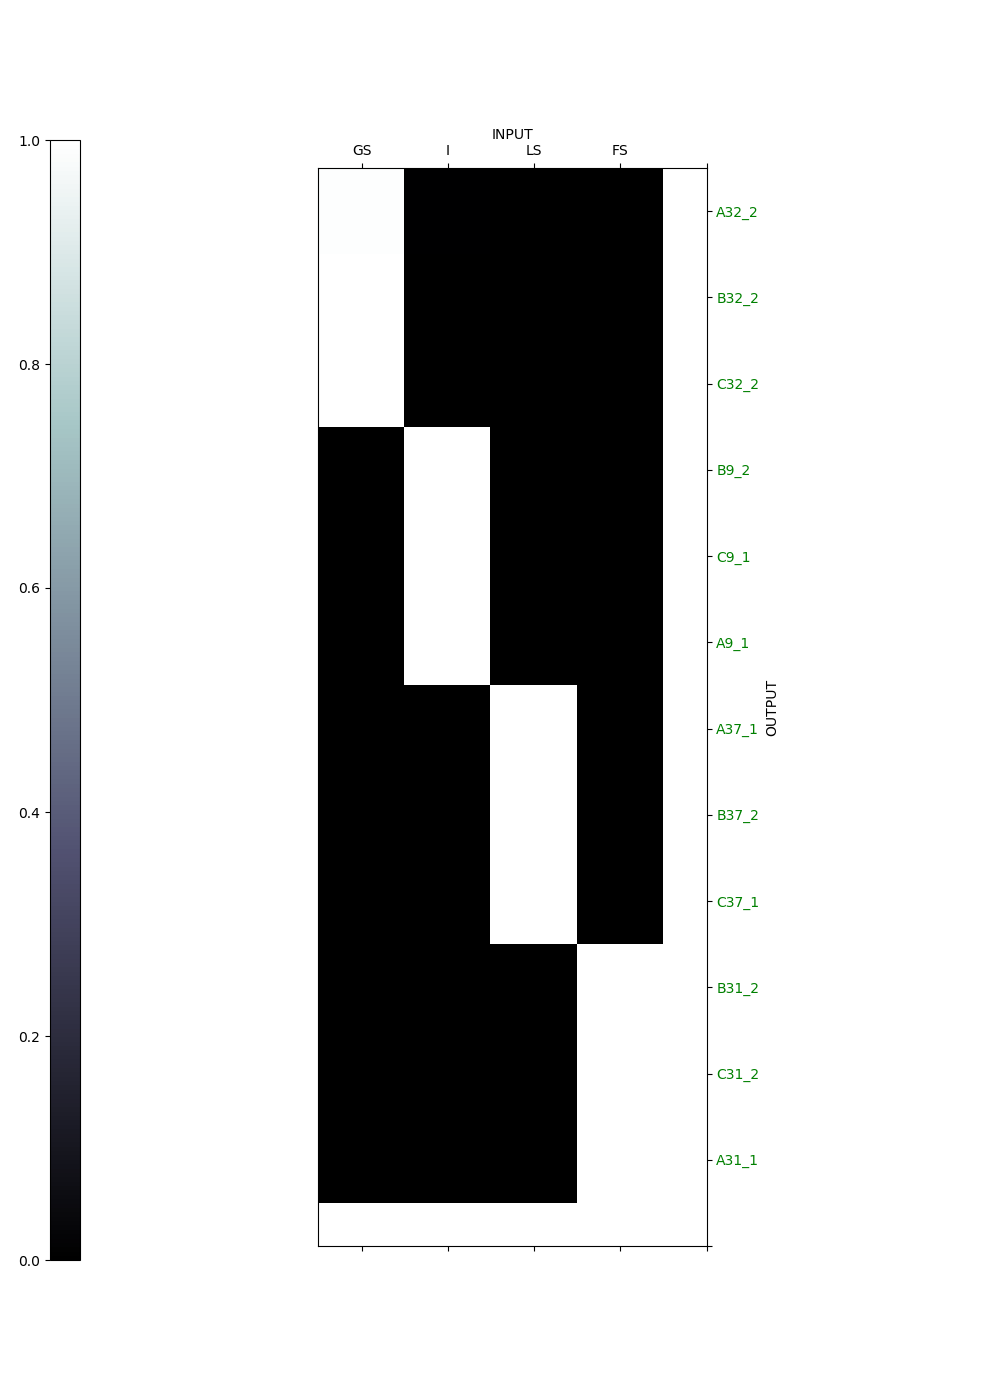 INPUT
GS I LS FS
1.0
0.8
0.6
0.4
0.2
0.0
A32_2
B32_2
C32_2
B9_2
C9_1
A9_1
A37_1
B37_2
C37_1
B31_2
C31_2
A31_1
OUTPUT